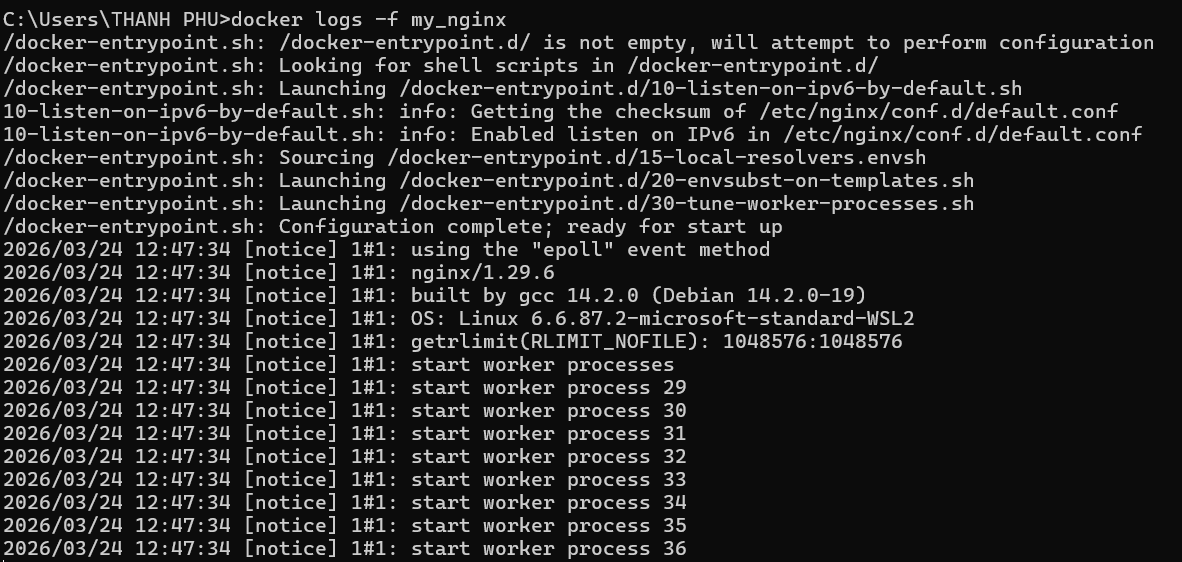 C:\Users\THANH PHU>docker logs -f my_nginx
/docker-entrypoint.sh: /docker-entrypoint.d/ is not empty, will attempt to perform configuration
/docker-entrypoint.sh: Looking for shell scripts in /docker-entrypoint.d/
/docker-entrypoint.sh: Launching /docker-entrypoint.d/10-listen-on-ipv6-by-default.sh
10-listen-on-ipv6-by-default.sh: info: Getting the checksum of /etc/nginx/conf.d/default.conf
10-listen-on-ipv6-by-default.sh: info: Enabled listen on IPv6 in /etc/nginx/conf.d/default.conf
/docker-entrypoint.sh: Sourcing /docker-entrypoint.d/15-local-resolvers.envsh
/docker-entrypoint.sh: Launching /docker-entrypoint.d/20-envsubst-on-templates.sh
/docker-entrypoint.sh: Launching /docker-entrypoint.d/30-tune-worker-processes.sh
/docker-entrypoint.sh: Configuration complete; ready for start up
2026/03/24 12:47:34 [notice] 1#1: using the "epoll" event method
2026/03/24 12:47:34 [notice] 1#1: nginx/1.29.6
2026/03/24 12:47:34 [notice] 1#1: built by gcc 14.2.0 (Debian 14.2.0-19)
2026/03/24 12:47:34 [notice] 1#1: OS: Linux 6.6.87.2-microsoft-standard-WSL2
2026/03/24 12:47:34 [notice] 1#1: getrlimit(RLIMIT_NOFILE): 1048576:1048576
2026/03/24 12:47:34 [notice] 1#1: start worker processes
2026/03/24 12:47:34 [notice] 1#1: start worker process 29
2026/03/24 12:47:34 [notice] 1#1: start worker process 30
2026/03/24 12:47:34 [notice] 1#1: start worker process 31
2026/03/24 12:47:34 [notice] 1#1: start worker process 32
2026/03/24 12:47:34 [notice] 1#1: start worker process 33
2026/03/24 12:47:34 [notice] 1#1: start worker process 34
2026/03/24 12:47:34 [notice] 1#1: start worker process 35
2026/03/24 12:47:34 [notice] 1#1: start worker process 36